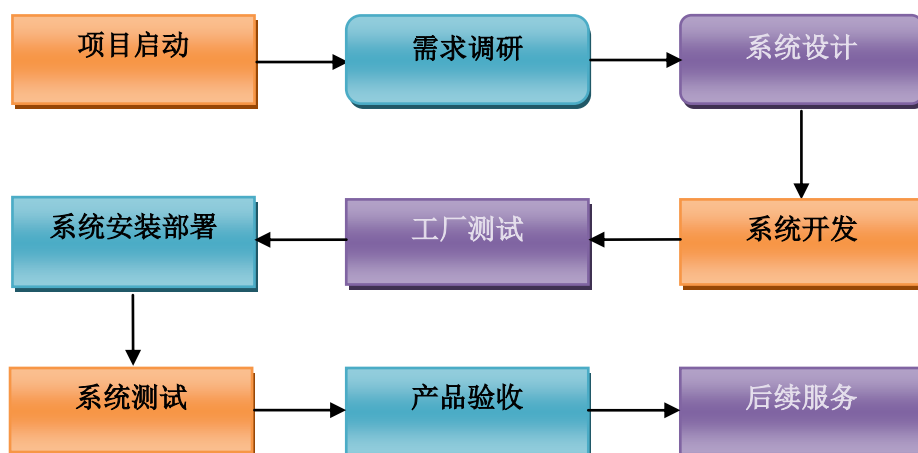 项目启动
需求调研
系统设计
系统开发
工厂测试
系统安装部署
系统测试
产品验收
后续服务